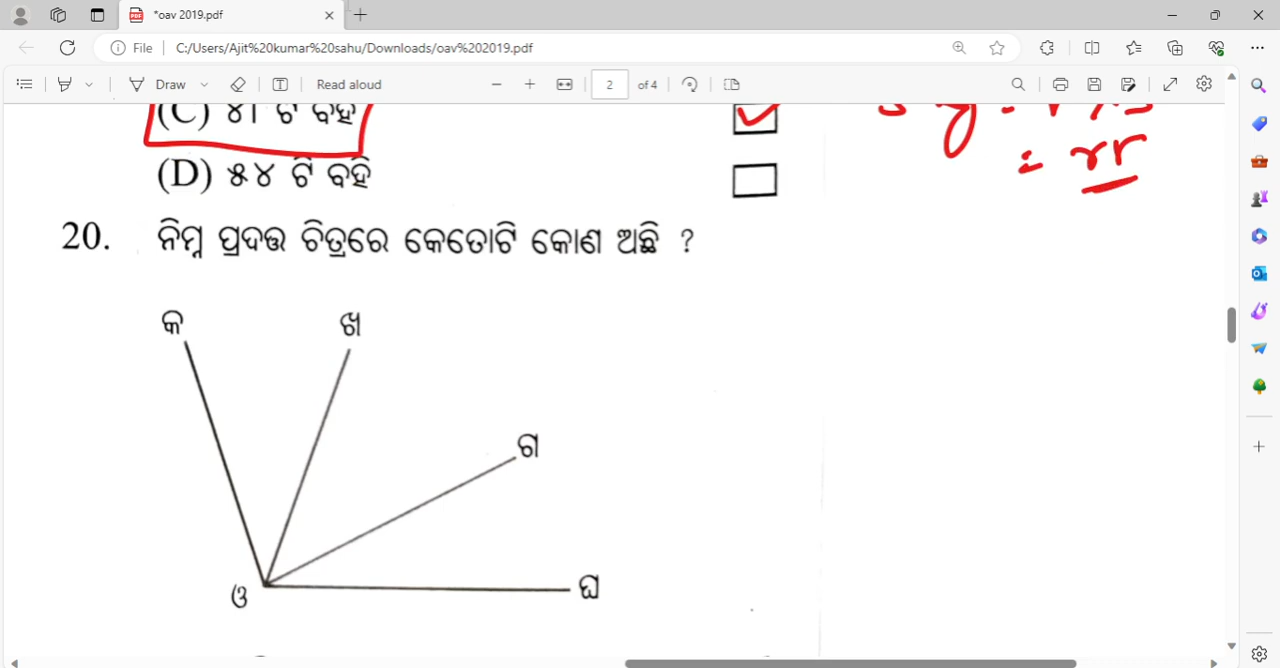 *oav 2019.pdf
File C:/Users/Ajit%20kumar%20sahu/Downloads/oav%202019.pdf
Draw Read aloud 2 of 4
(C) ୪୮ ଟି ବହି
(D) ୫୪ ଟି ବହି
20. ନିମ୍ନ ପ୍ରଦତ୍ତ ଚିତ୍ରରେ କେତୋଟି କୋଣ ଅଛି ?
କ ଖ
ଗ
ଓ ଘ